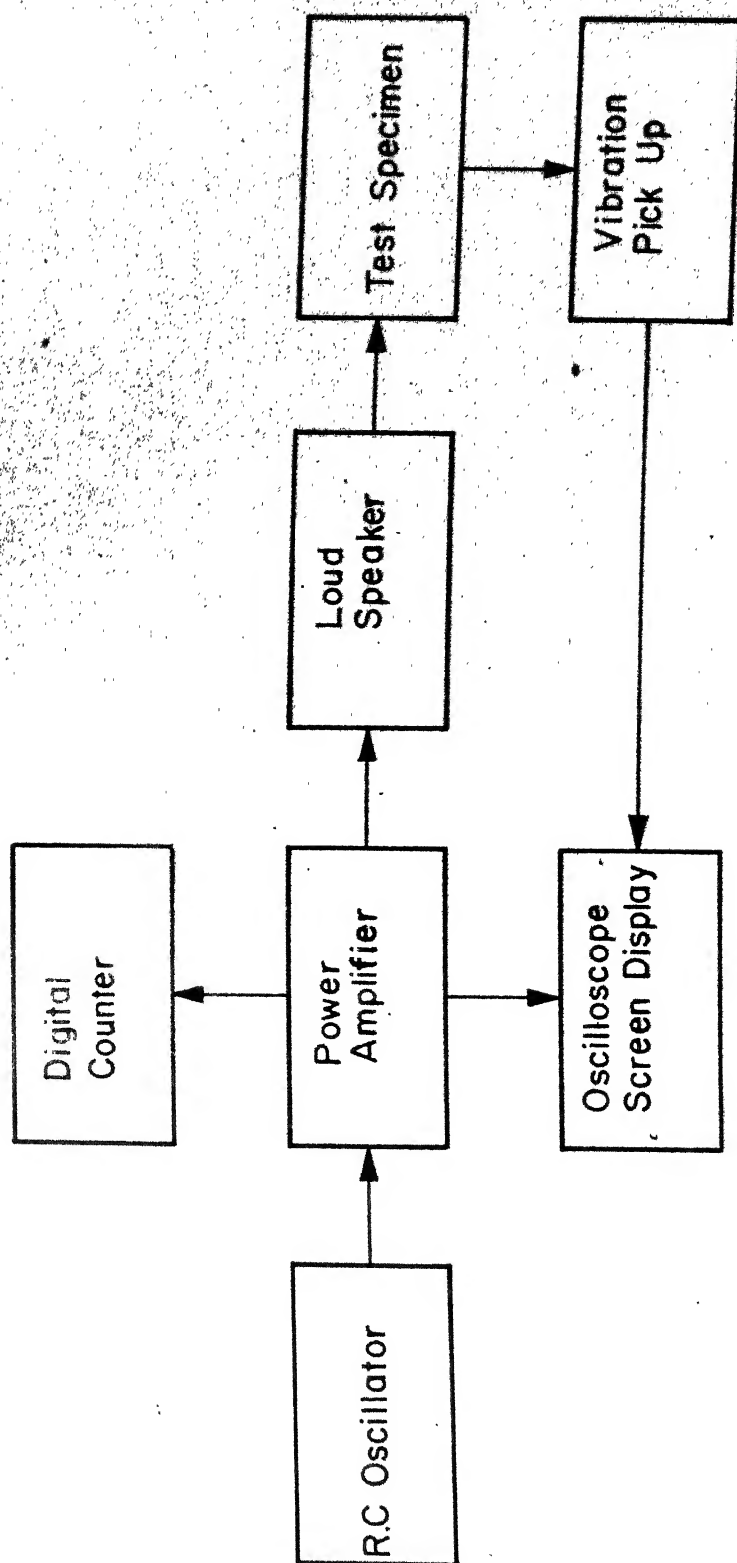 Digital
Counter
R.C Oscillator
Power
Amplifier
Loud
Speaker
Test Specimen
Oscilloscope
Screen Display
Vibration
Pick Up